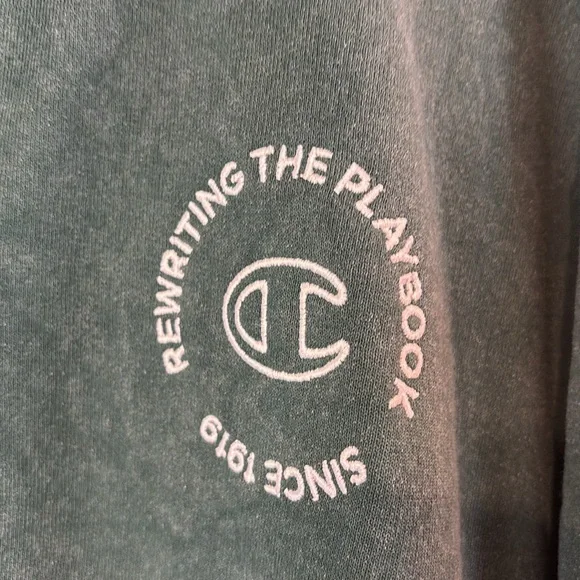 REWRITING THE PLAYBOOK
SINCE 1919